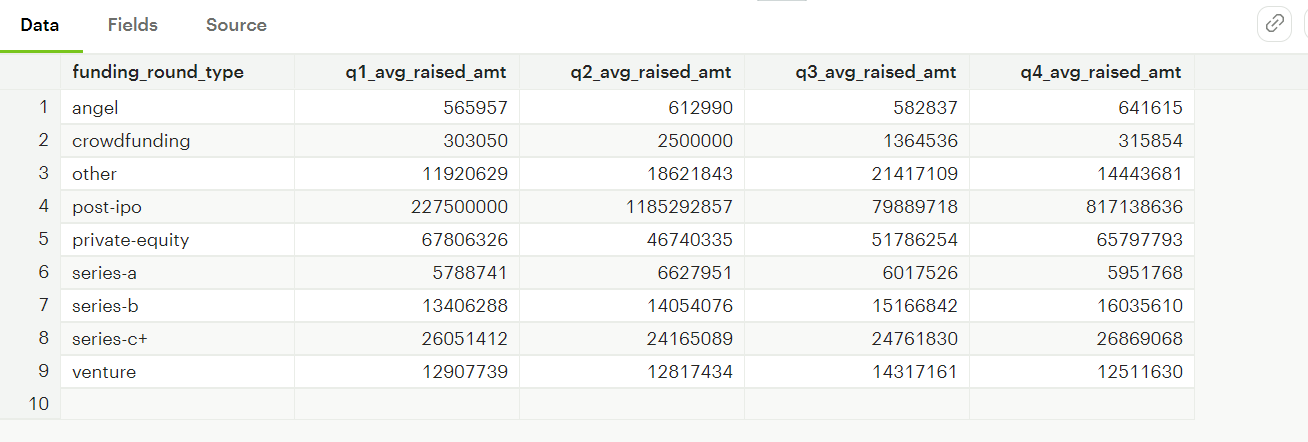 Data Fields Source
funding_round_type q1_avg_raised_amt q2_avg_raised_amt q3_avg_raised_amt q4_avg_raised_amt
1 angel 565957 612990 582837 641615
2 crowdfunding 303050 2500000 1364536 315854
3 other 11920629 18621843 21417109 14443681
4 post-ipo 227500000 1185292857 79889718 817138636
5 private-equity 67806326 46740335 51786254 65797793
6 series-a 5788741 6627951 6017526 5951768
7 series-b 13406288 14054076 15166842 16035610
8 series-c+ 26051412 24165089 24761830 26869068
9 venture 12907739 12817434 14317161 12511630
10